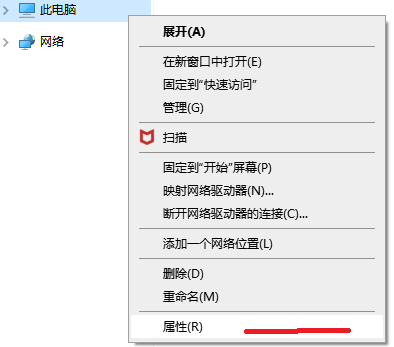 此电脑
网络
展开(A)
在新窗口中打开(E)
固定到“快速访问”
管理(G)
扫描
固定到“开始”屏幕(P)
映射网络驱动器(N)...
断开网络驱动器的连接(C)...
添加一个网络位置(L)
删除(D)
重命名(M)
属性(R)